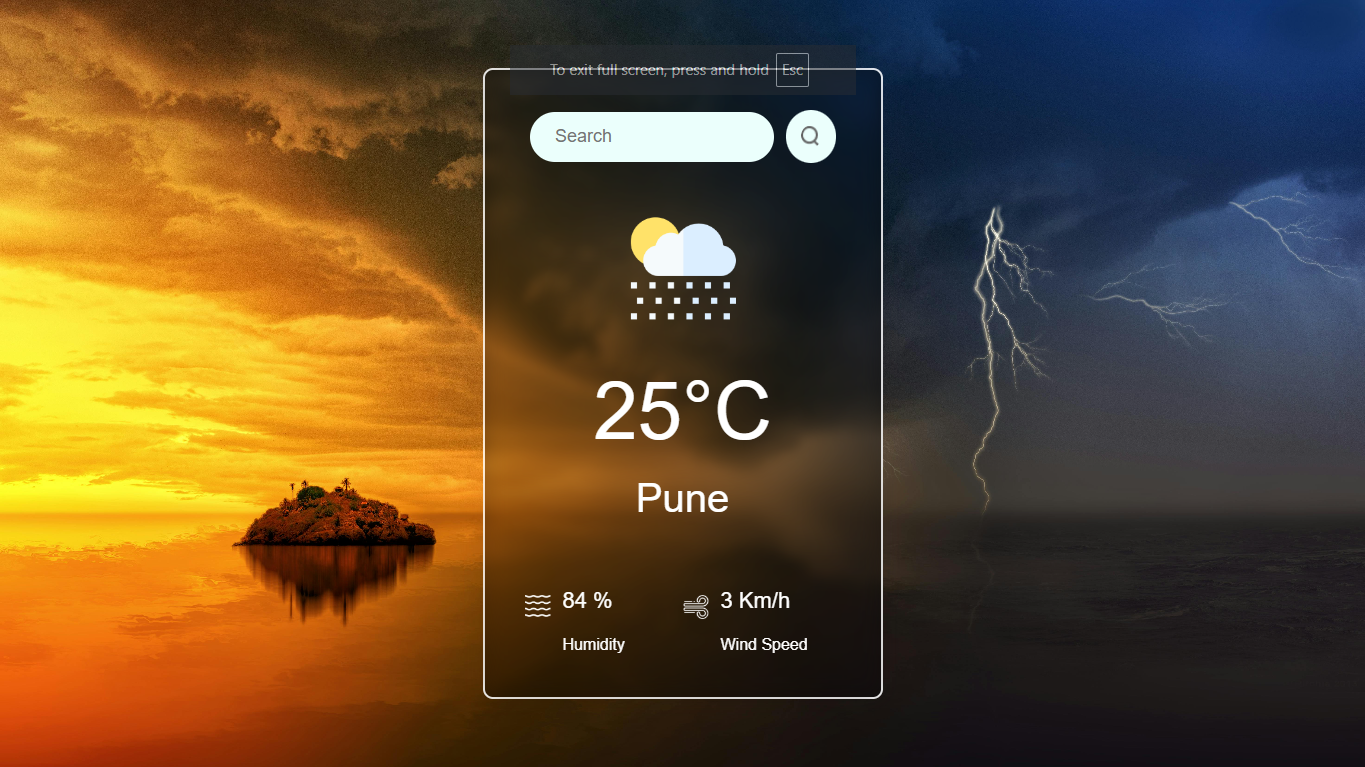 To exit full screen, press and hold Esc
Search
25°C
Pune
84 %
3 Km/h
Humidity
Wind Speed